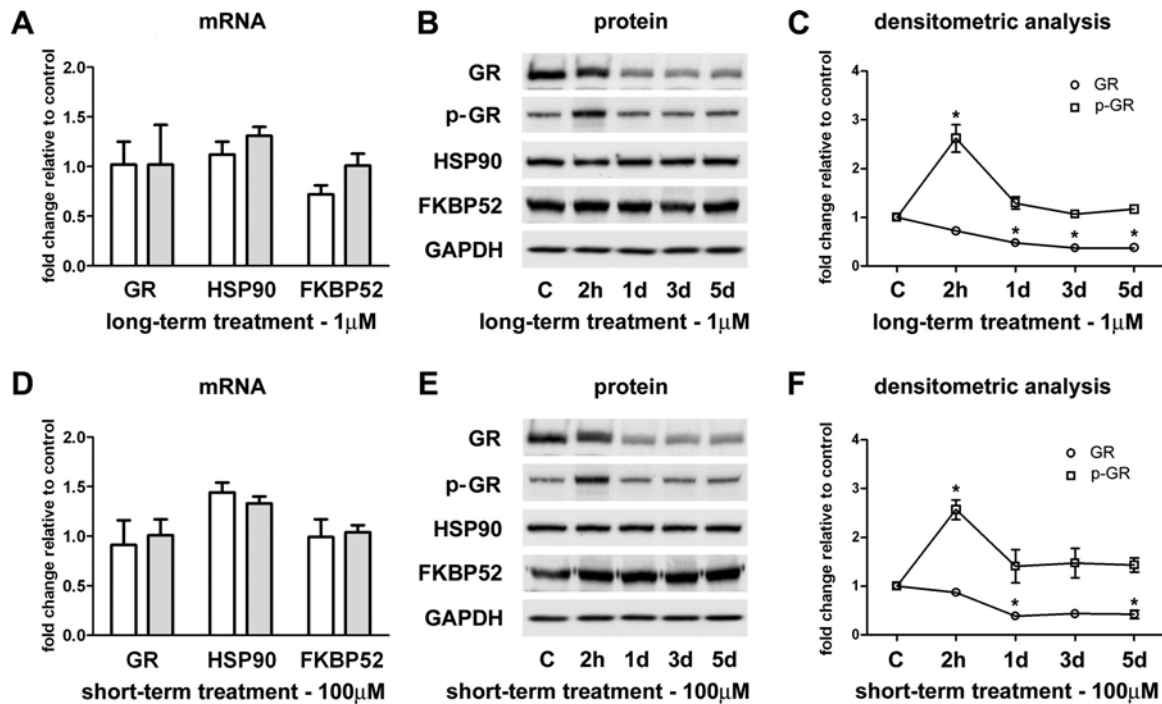 A mRNA
fold change relative to control
2.0
1.5
1.0
0.5
0.0
GR HSP90 FKBP52
long-term treatment - 1μM
B protein
GR
p-GR
HSP90
FKBP52
GAPDH
C 2h 1d 3d 5d
long-term treatment - 1μM
C densitometric analysis
fold change relative to control
4
3
2
1
0
GR
p-GR
*
* * *
C 2h 1d 3d 5d
long-term treatment - 1μM
D mRNA
fold change relative to control
2.0
1.5
1.0
0.5
0.0
GR HSP90 FKBP52
short-term treatment - 100μM
E protein
GR
p-GR
HSP90
FKBP52
GAPDH
C 2h 1d 3d 5d
short-term treatment - 100μM
F densitometric analysis
fold change relative to control
4
3
2
1
0
GR
p-GR
*
* *
C 2h 1d 3d 5d
short-term treatment - 100μM